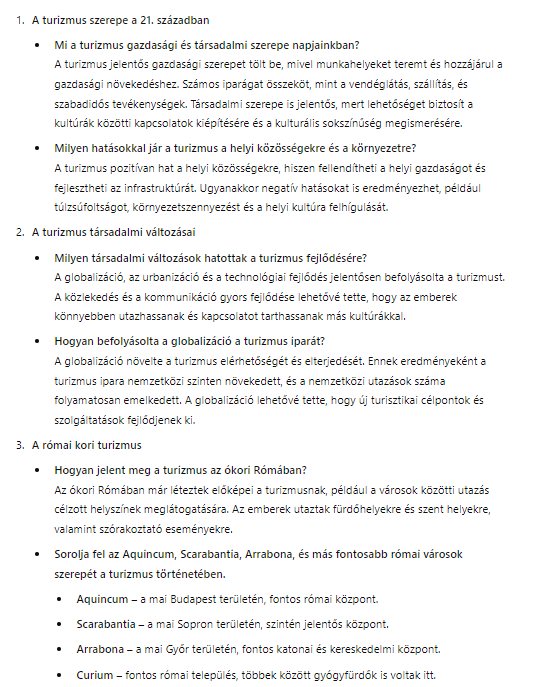 1. A turizmus szerepe a 21. században
• Mi a turizmus gazdasági és társadalmi szerepe napjainkban?
A turizmus jelentős gazdasági szerepet tölt be, mivel munkahelyeket teremt és hozzájárul a
gazdasági növekedéshez. Számos iparágat összeköt, mint a vendéglátás, szállítás, és
szabadidős tevékenységek. Társadalmi szerepe is jelentős, mert lehetőséget biztosít a
kultúrák közötti kapcsolatok kiépítésére és a kulturális sokszínűség megismerésére.
• Milyen hatásokkal jár a turizmus a helyi közösségekre és a környezetre?
A turizmus pozitívan hat a helyi közösségekre, hiszen fellendítheti a helyi gazdaságot és
fejlesztheti az infrastruktúrát. Ugyanakkor negatív hatásokat is eredményezhet, például
túlzsúfoltságot, környezetszennyezést és a helyi kultúra felhígulását.
2. A turizmus társadalmi változásai
• Milyen társadalmi változások hatottak a turizmus fejlődésére?
A globalizáció, az urbanizáció és a technológiai fejlődés jelentősen befolyásolta a turizmust.
A közlekedés és a kommunikáció gyors fejlődése lehetővé tette, hogy az emberek
könnyebben utazhassanak és kapcsolatot tarthassanak más kultúrákkal.
• Hogyan befolyásolta a globalizáció a turizmus iparát?
A globalizáció növelte a turizmus elérhetőségét és elterjedését. Ennek eredményeként a
turizmus ipara nemzetközi szinten növekedett, és a nemzetközi utazások száma
folyamatosan emelkedett. A globalizáció lehetővé tette, hogy új turisztikai célpontok és
szolgáltatások fejlődjenek ki.
3. A római kori turizmus
• Hogyan jelent meg a turizmus az ókori Rómában?
Az ókori Rómában már léteztek előképei a turizmusnak, például a városok közötti utazás
célzott helyszínek meglátogatására. Az emberek utaztak fürdőhelyekre és szent helyekre,
valamint szórakoztató eseményekre.
• Sorolja fel az Aquincum, Scarabantia, Arrabona, és más fontosabb római városok
szerepét a turizmus történetében.
• Aquincum – a mai Budapest területén, fontos római központ.
• Scarabantia – a mai Sopron területén, szintén jelentős központ.
• Arrabona – a mai Győr területén, fontos katonai és kereskedelmi központ.
• Curium – fontos római település, többek között gyógyfürdők is voltak itt.